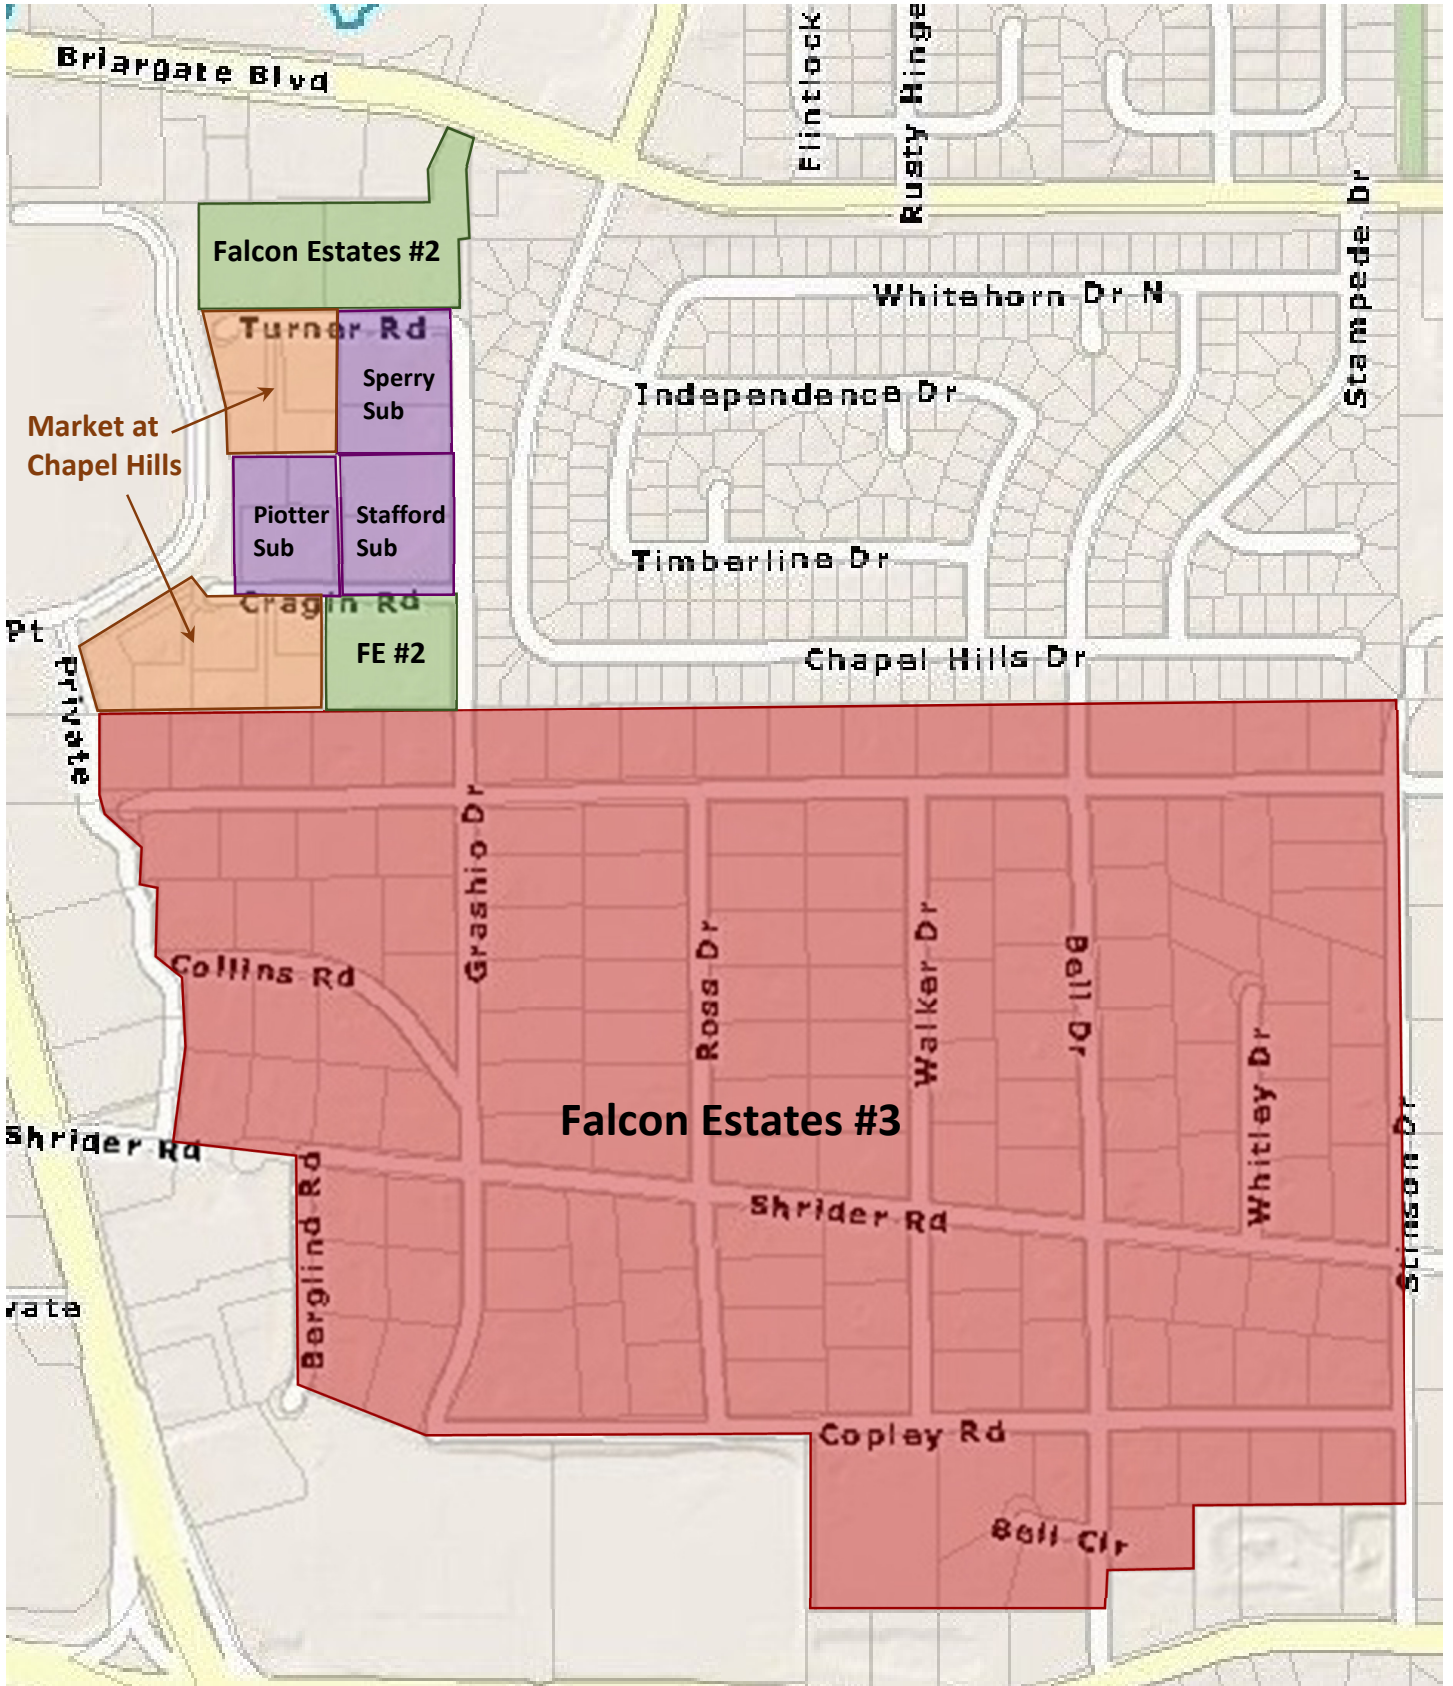 Briargate Blvd
Flintlock
Rusty Hinge
Stampede Dr
Falcon Estates #2
Whitehorn Dr N
Turner Rd
Sperry
Sub
Independence Dr
Market at
Chapel Hills
Piotter
Sub
Stafford
Sub
Timberline Dr
Cragin Rd
Pt
FE #2
Chapel Hills Dr
Private
Grashio Dr
Collins Rd
Ross Dr
Walker Dr
Bell Dr
Whitley Dr
Falcon Estates #3
Shrider Rd
Stinson Dr
Berglind Rd
Shrider Rd
vate
Copley Rd
Bell Cir